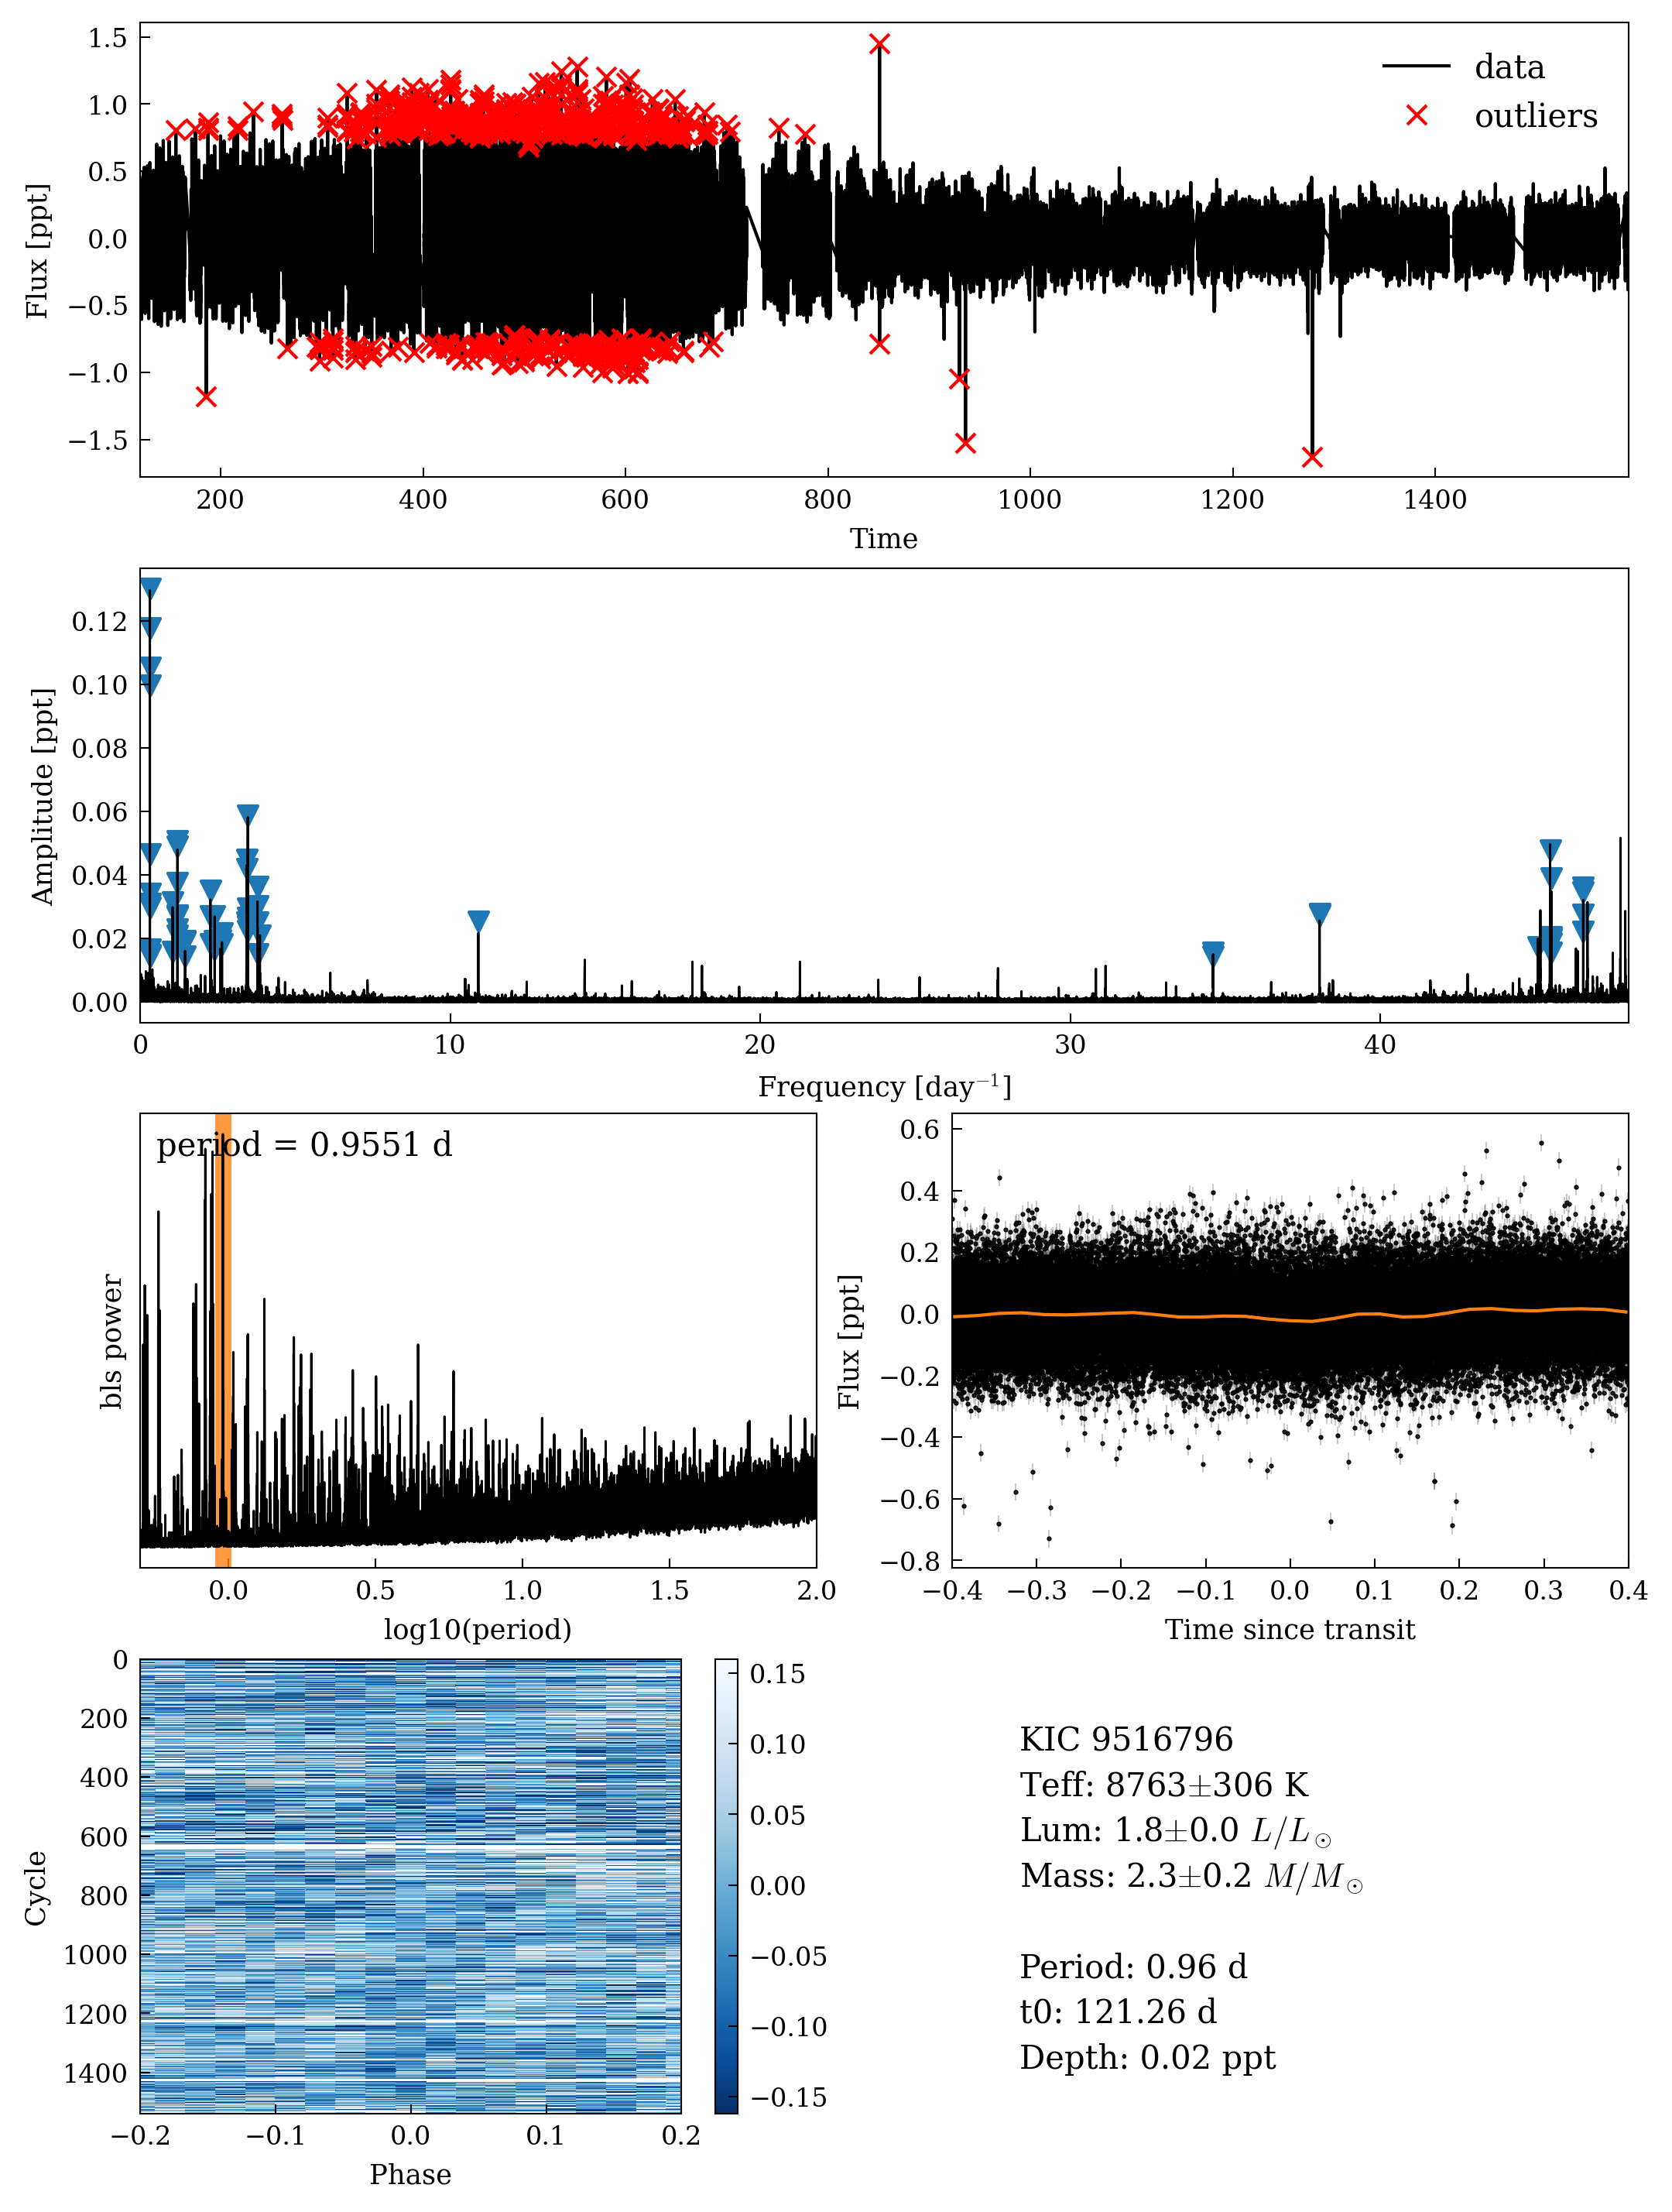 1.5
1.0
0.5
0.0
−0.5
−1.0
−1.5
Flux [ppt]
data
outliers
200 400 600 800 1000 1200 1400
Time
0.12
0.10
0.08
0.06
0.04
0.02
0.00
Amplitude [ppt]
0 10 20 30 40
Frequency [day⁻¹]
period = 0.9551 d
bls power
0.0 0.5 1.0 1.5 2.0
log10(period)
0.6
0.4
0.2
0.0
−0.2
−0.4
−0.6
−0.8
Flux [ppt]
−0.4 −0.3 −0.2 −0.1 0.0 0.1 0.2 0.3 0.4
Time since transit
0
200
400
600
800
1000
1200
1400
Cycle
−0.2 −0.1 0.0 0.1 0.2
Phase
0.15
0.10
0.05
0.00
−0.05
−0.10
−0.15
KIC 9516796
Teff: 8763±306 K
Lum: 1.8±0.0 L/L☉
Mass: 2.3±0.2 M/M☉
Period: 0.96 d
t0: 121.26 d
Depth: 0.02 ppt